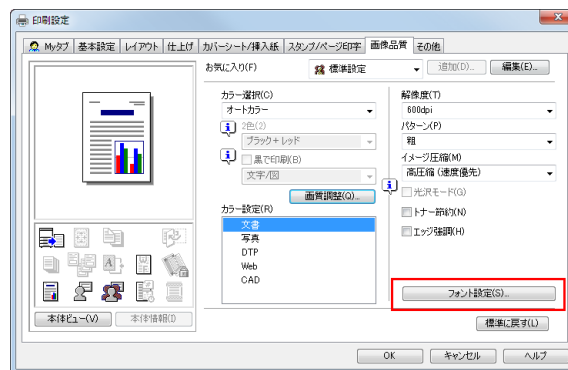 印刷設定
Myタブ 基本設定 レイアウト 仕上げ カバーシート/挿入紙 スタンプ/ページ印字 画像品質 その他
お気に入り(F) 標準設定 追加(D)... 編集(E)...
カラー選択(C)
オートカラー
2色(2)
ブラック+レッド
黒で印刷(B)
文字/図
画質調整(Q)...
カラー設定(R)
文書
写真
DTP
Web
CAD
解像度(T)
600dpi
パターン(P)
粗
イメージ圧縮(M)
高圧縮 (速度優先)
光沢モード(G)
トナー節約(N)
エッジ強調(H)
フォント設定(S)...
本体ビュー(V) 本体情報(I)
標準に戻す(L)
OK キャンセル ヘルプ